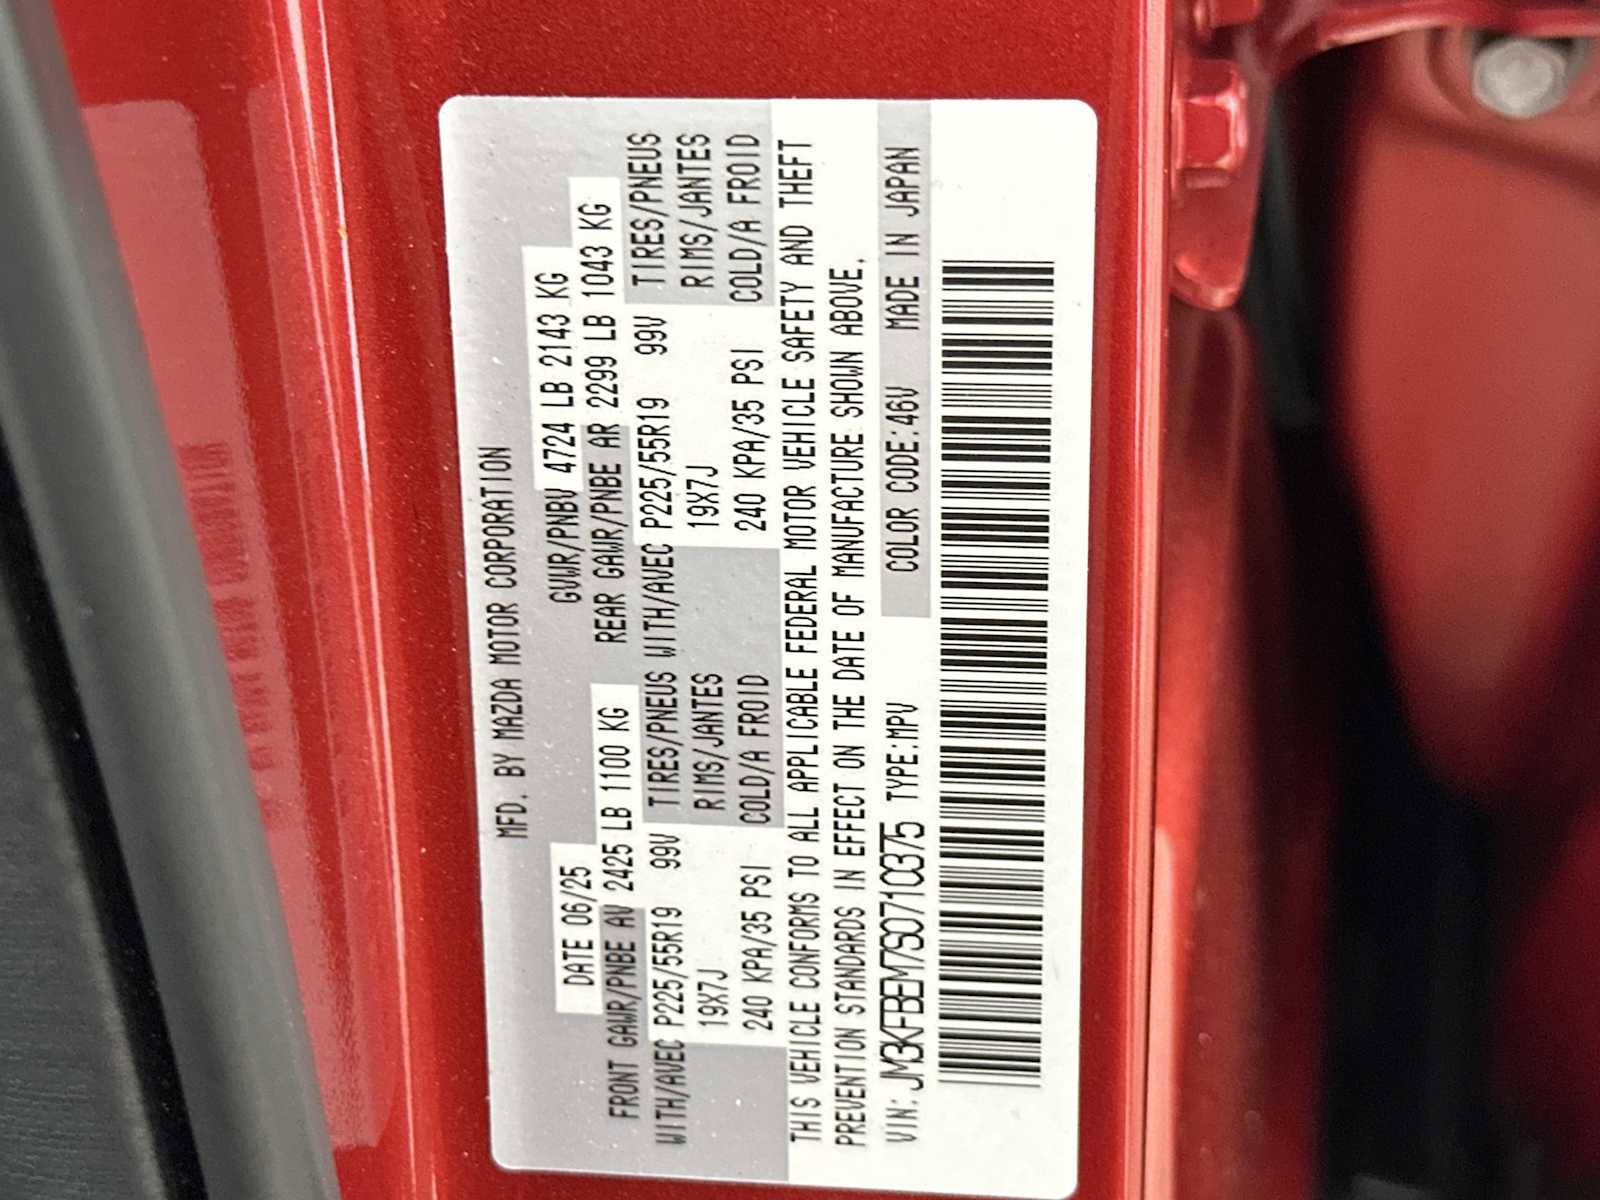 MFD. BY MAZDA MOTOR CORPORATION
DATE 06/25 GVWR/PNBV 4724 LB 2143 KG
FRONT GAWR/PNBE AV 2425 LB 1100 KG REAR GAWR/PNBE AR 2299 LB 1043 KG
WITH/AVEC P225/55R19 99V TIRES/PNEUS WITH/AVEC P225/55R19 99V TIRES/PNEUS
19X7J RIMS/JANTES 19X7J RIMS/JANTES
240 KPA/35 PSI COLD/A FROID 240 KPA/35 PSI COLD/A FROID
THIS VEHICLE CONFORMS TO ALL APPLICABLE FEDERAL MOTOR VEHICLE SAFETY AND THEFT
PREVENTION STANDARDS IN EFFECT ON THE DATE OF MANUFACTURE SHOWN ABOVE.
VIN: JM3KFBEM7S0710375 TYPE:MPV COLOR CODE:46V MADE IN JAPAN